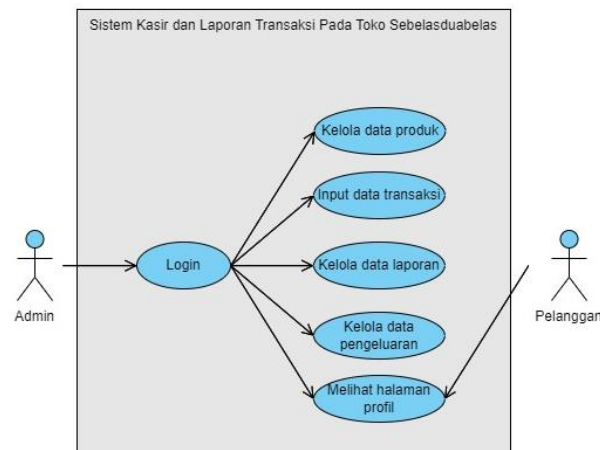 Sistem Kasir dan Laporan Transaksi Pada Toko Sebelasduabelas
Kelola data produk
Input data transaksi
Login
Kelola data laporan
Admin
Pelanggan
Kelola data
pengeluaran
Melihat halaman
profil